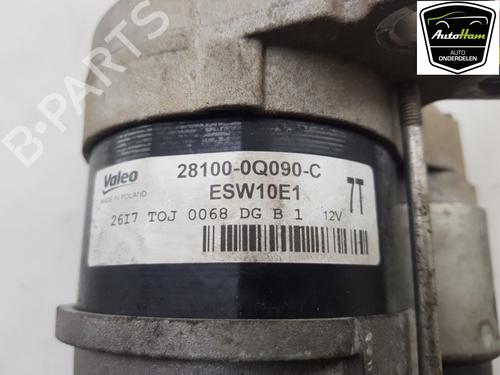 AutoHam
AUTO
ONDERDELEN
B-PARTS
Valeo
MADE IN POLAND
28100-0Q090-C
ESW10E1
7T
26I7 TOJ 0068 DG B 1 12V